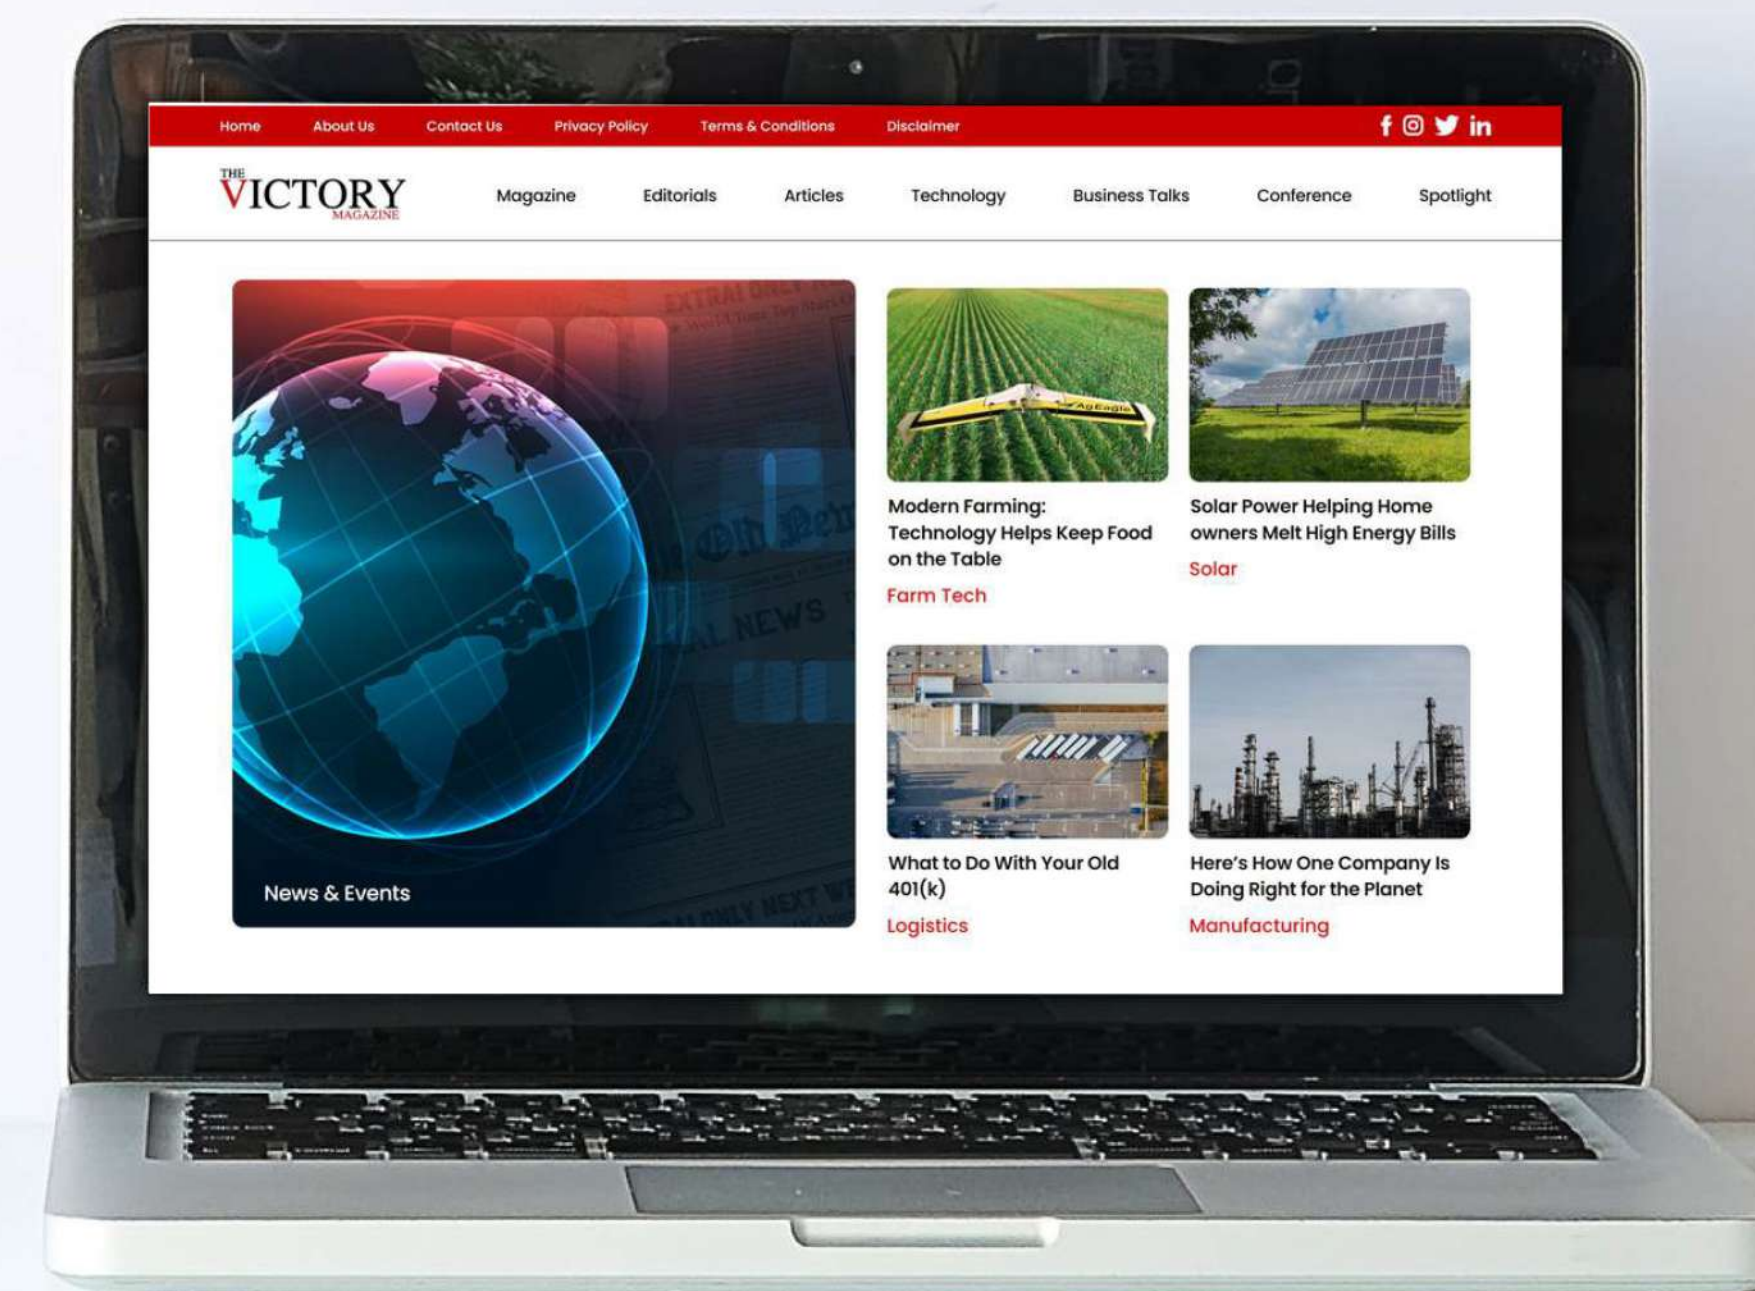 Home About Us Contact Us Privacy Policy Terms & Conditions Disclaimer f in
THE
VICTORY
MAGAZINE
Magazine Editorials Articles Technology Business Talks Conference Spotlight
NEWS
News & Events
AgEagle
Modern Farming:
Technology Helps Keep Food
on the Table
Farm Tech
Solar Power Helping Home
owners Melt High Energy Bills
Solar
What to Do With Your Old
401(k)
Logistics
Here’s How One Company Is
Doing Right for the Planet
Manufacturing